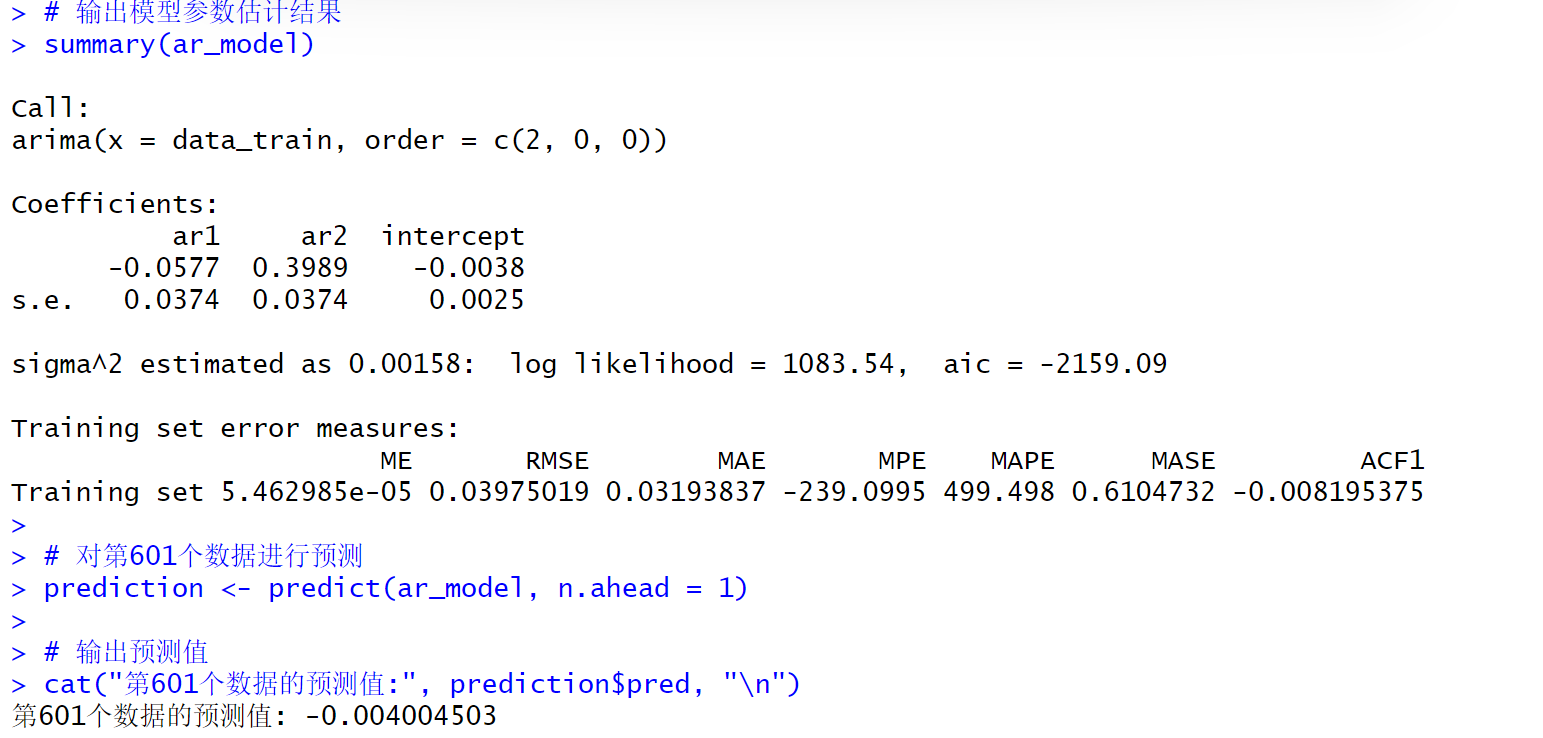 > # 输出模型参数估计结果
> summary(ar_model)
Call:
arima(x = data_train, order = c(2, 0, 0))
Coefficients:
          ar1     ar2  intercept
      -0.0577  0.3989    -0.0038
s.e.   0.0374  0.0374     0.0025
sigma^2 estimated as 0.00158:  log likelihood = 1083.54,  aic = -2159.09
Training set error measures:
                       ME       RMSE        MAE       MPE    MAPE      MASE         ACF1
Training set 5.462985e-05 0.03975019 0.03193837 -239.0995 499.498 0.6104732 -0.008195375
>
> # 对第601个数据进行预测
> prediction <- predict(ar_model, n.ahead = 1)
>
> # 输出预测值
> cat("第601个数据的预测值:", prediction$pred, "\n")
第601个数据的预测值: -0.004004503